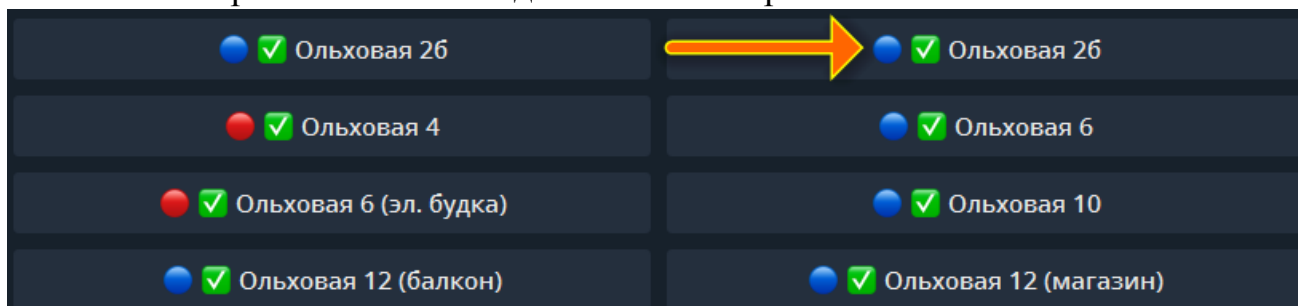 🔵 ✅ Ольховая 2б
🔵 ✅ Ольховая 2б
🔴 ✅ Ольховая 4
🔵 ✅ Ольховая 6
🔴 ✅ Ольховая 6 (эл. будка)
🔵 ✅ Ольховая 10
🔵 ✅ Ольховая 12 (балкон)
🔵 ✅ Ольховая 12 (магазин)